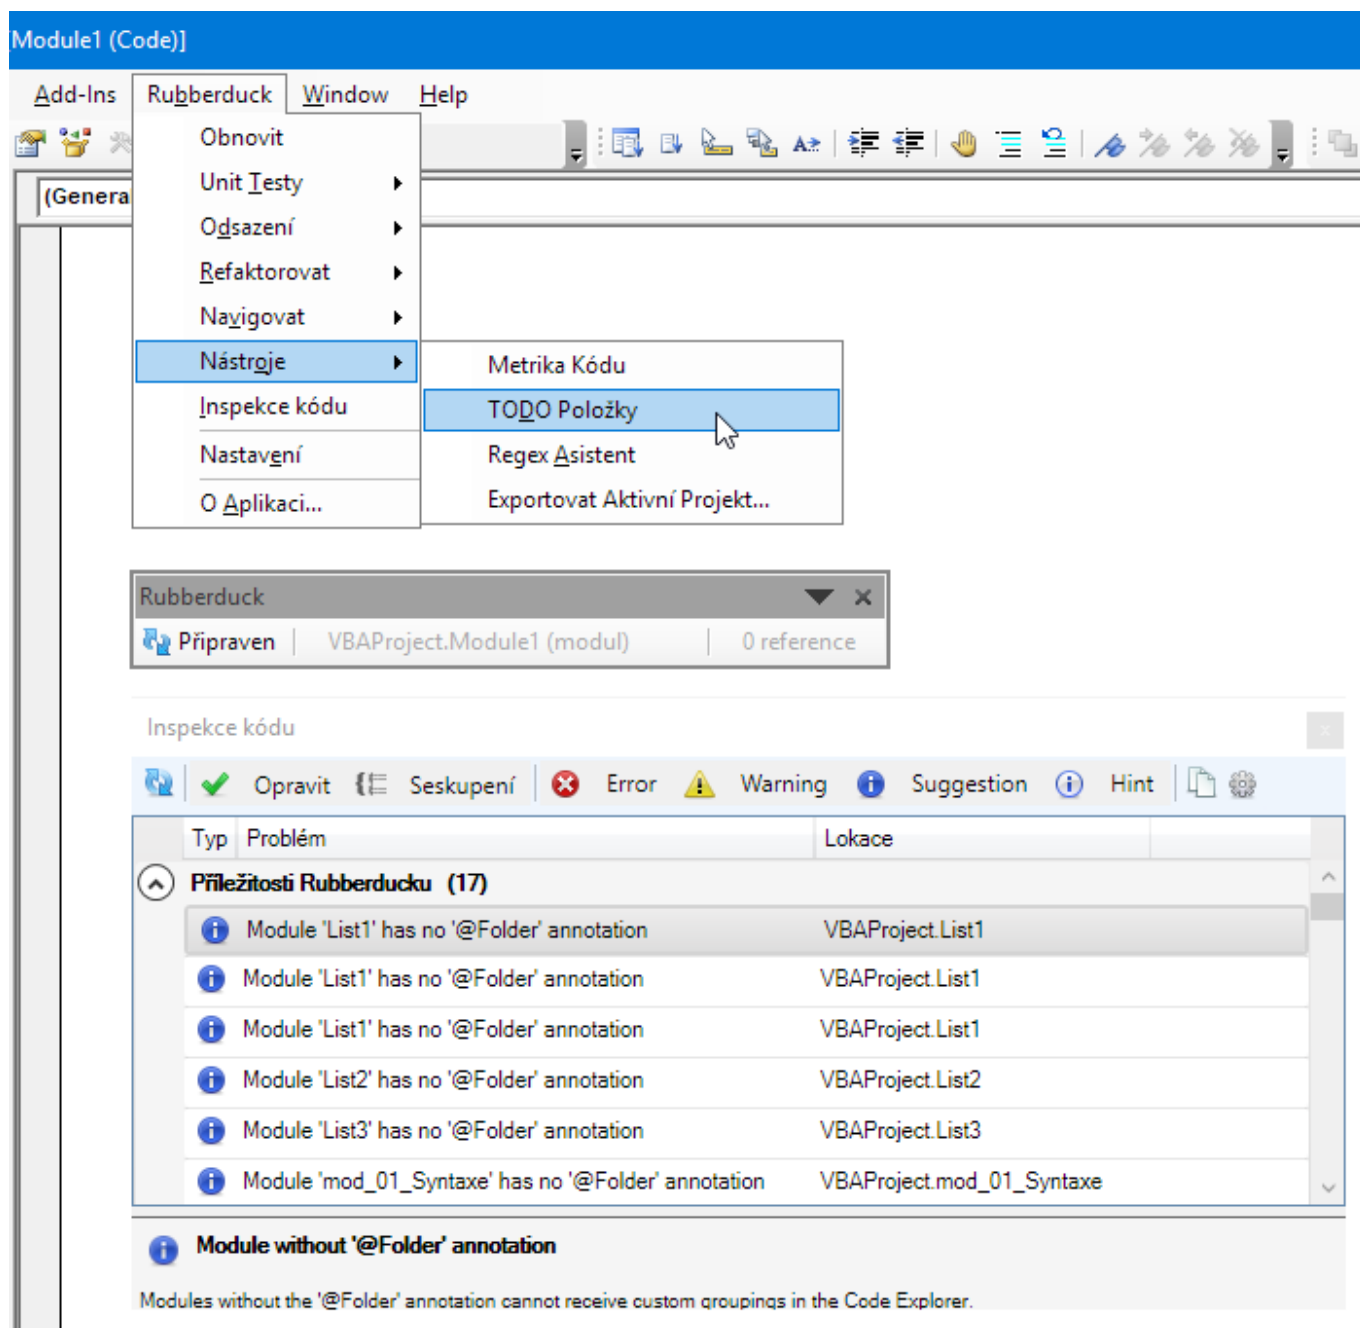 Module1 (Code)]
Add-Ins Rubberduck Window Help
Obnovit
Unit Testy
(Genera
Odsazení
Refaktorovat
Navigovat
Nástroje
Metrika Kódu
Inspekce kódu
TODO Položky
Nastavení
Regex Asistent
O Aplikaci...
Exportovat Aktivní Projekt...
Rubberduck
Připraven VBAProject.Module1 (modul) 0 reference
Inspekce kódu
Opravit Seskupení Error Warning Suggestion Hint
Typ Problém Lokace
Příležitosti Rubberducku (17)
Module 'List1' has no '@Folder' annotation VBAProject.List1
Module 'List1' has no '@Folder' annotation VBAProject.List1
Module 'List1' has no '@Folder' annotation VBAProject.List1
Module 'List2' has no '@Folder' annotation VBAProject.List2
Module 'List3' has no '@Folder' annotation VBAProject.List3
Module 'mod_01_Syntaxe' has no '@Folder' annotation VBAProject.mod_01_Syntaxe
Module without '@Folder' annotation
Modules without the '@Folder' annotation cannot receive custom groupings in the Code Explorer.